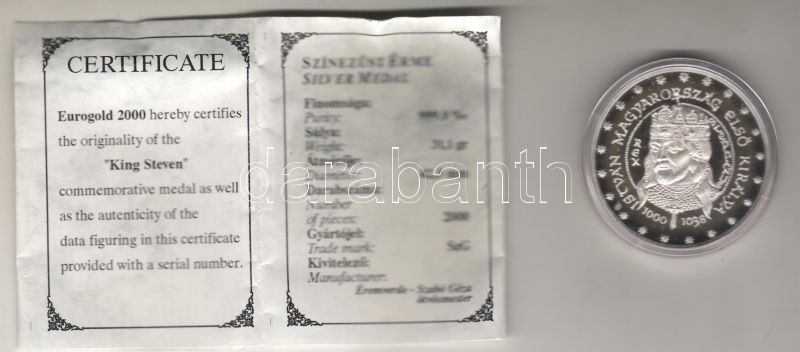 CERTIFICATE
Eurogold 2000 hereby certifies
the originality of the
"King Steven"
commemorative medal as well
as the autenticity of the
data figuring in this certificate
provided with a serial number.
SZÍNEZÜST ÉRME
SILVER MEDAL
Finomsága:
Purity:
Súlya:
Weight: 31,1 gr
Darabszám:
Number
of pieces: 2000
Gyártójel:
Trade mark: SzG
Kivitelező:
Manufacturer:
Éremverde - Szabó Géza
ötvösmester
darabanth
ISTVÁN MAGYARORSZÁG ELSŐ KIRÁLYA
REX
1000 1038